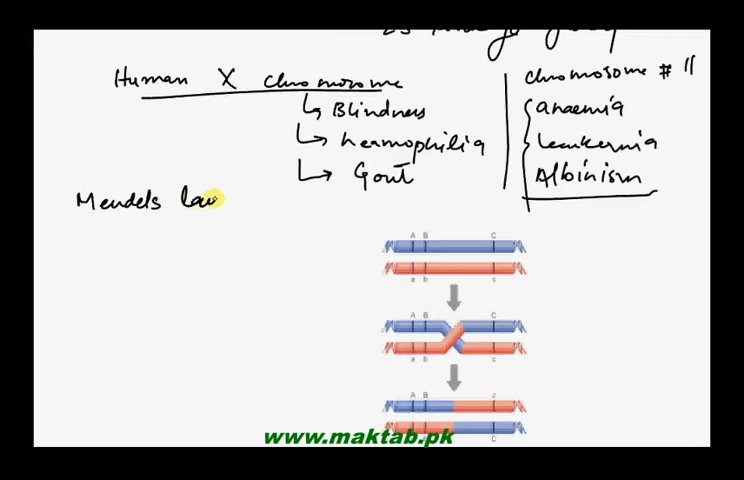 Human X chromosome
Blindness
haemophilia
Gout
chromosome # 11
anaemia
Leukemia
Albinism
Mendels law
A B C
a b c
A B C
a b c
A B
C
www.maktab.pk